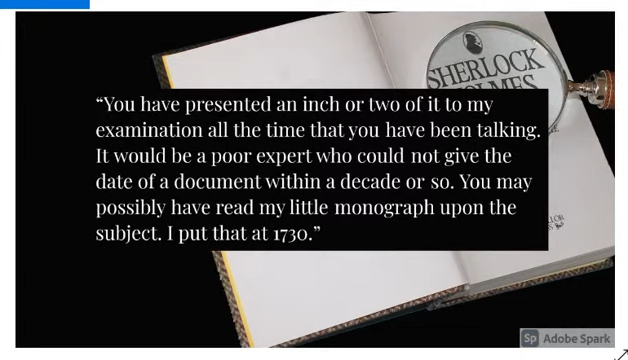 SHERLOCK
HOLMES
“You have presented an inch or two of it to my
examination all the time that you have been talking.
It would be a poor expert who could not give the
date of a document within a decade or so. You may
possibly have read my little monograph upon the
subject. I put that at 1730.”
Sp Adobe Spark